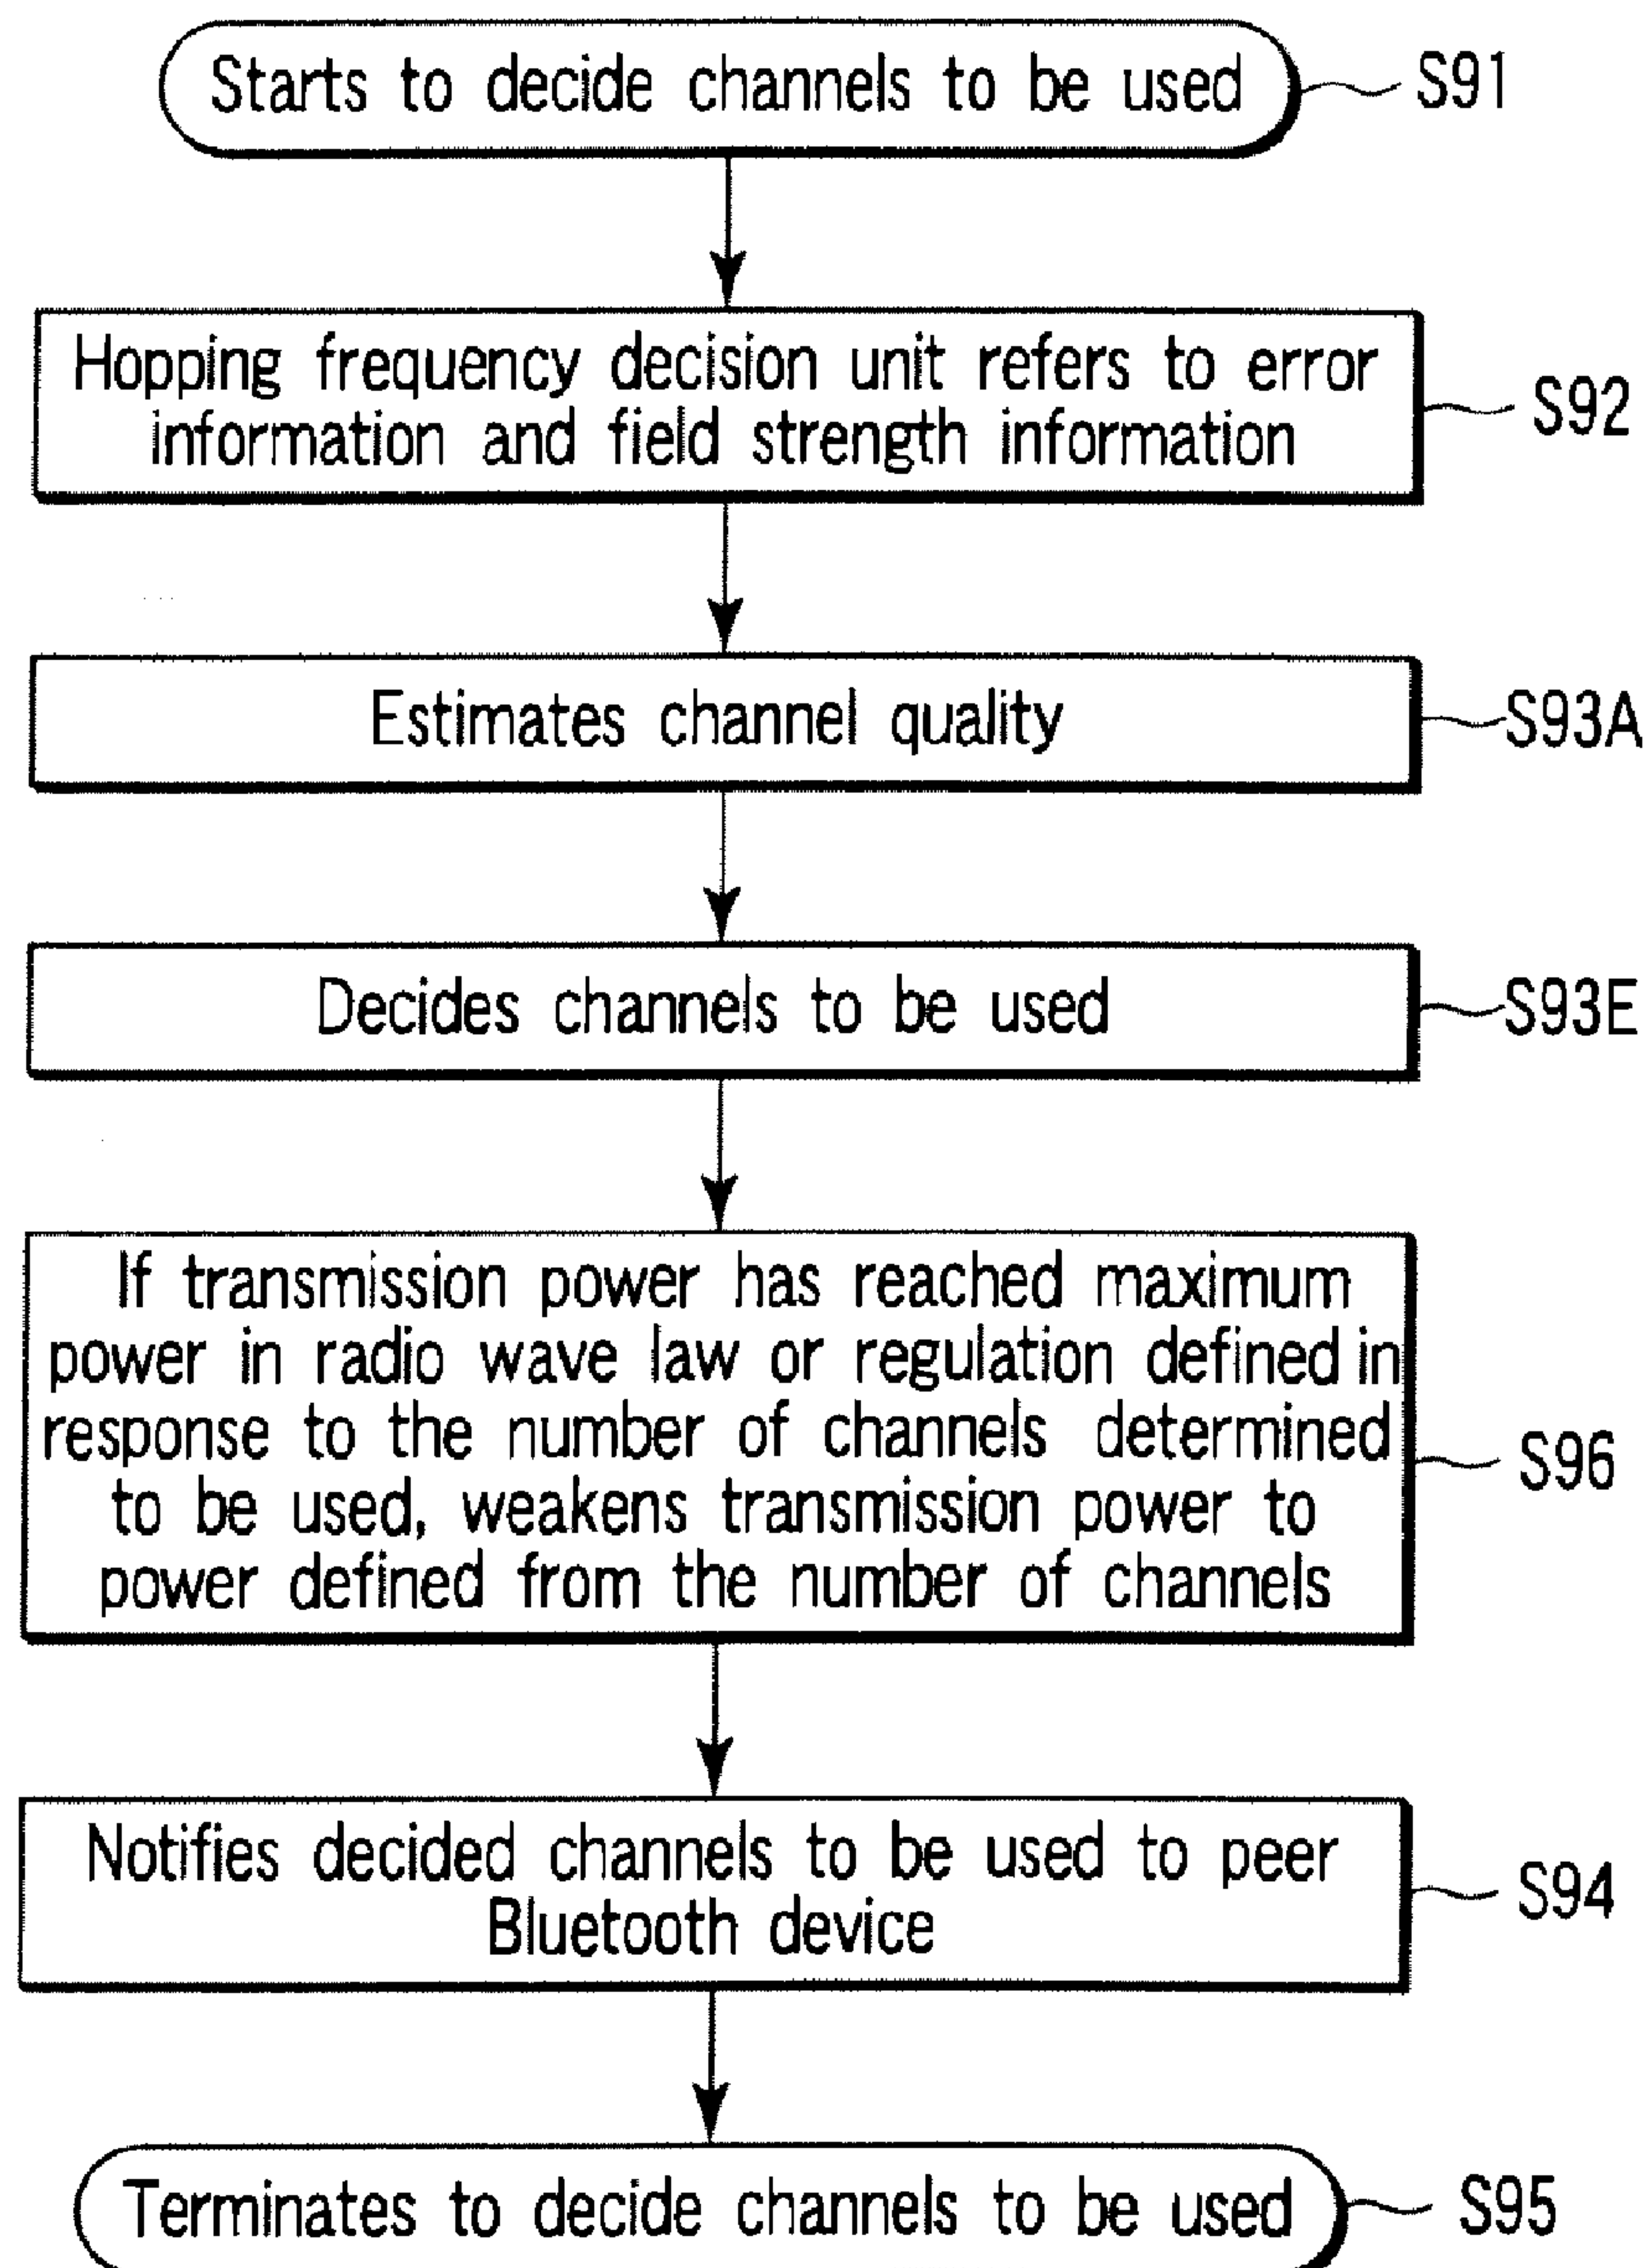 Starts to decide channels to be used
S91
Hopping frequency decision unit refers to error
information and field strength information
S92
Estimates channel quality
S93A
Decides channels to be used
S93E
If transmission power has reached maximum
power in radio wave law or regulation defined in
response to the number of channels determined
to be used, weakens transmission power to
power defined from the number of channels
S96
Notifies decided channels to be used to peer
Bluetooth device
S94
Terminates to decide channels to be used
S95